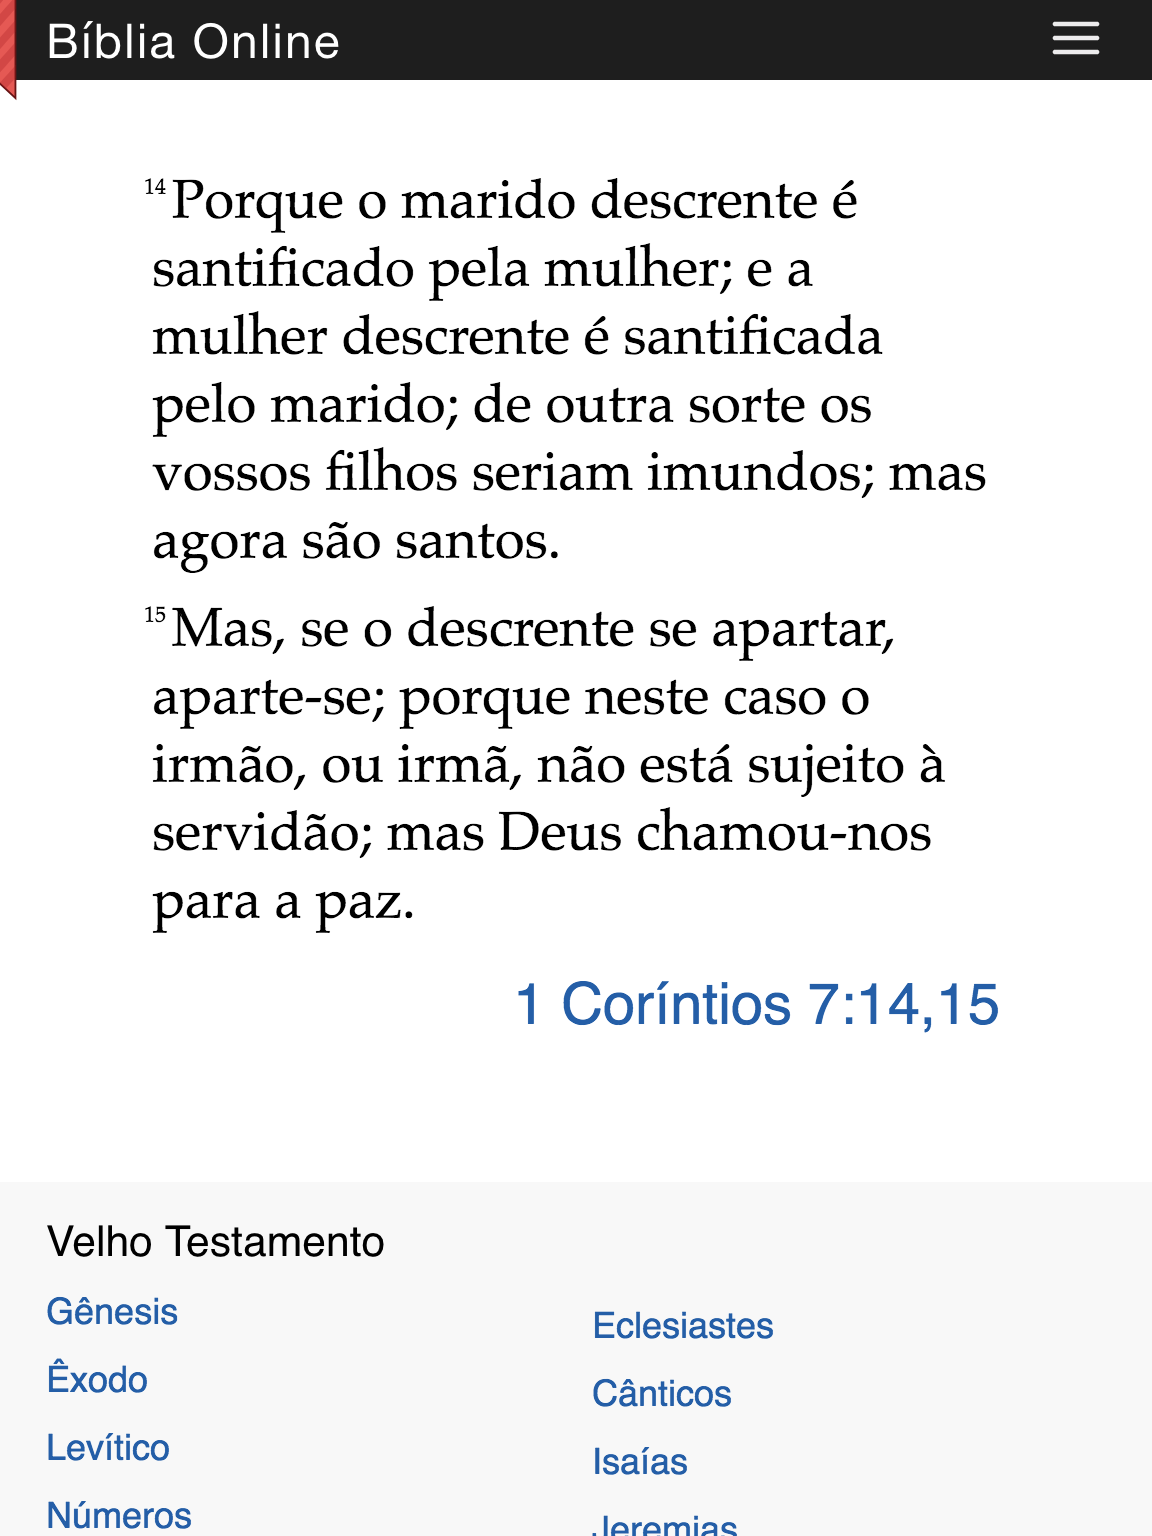 Bíblia Online
14 Porque o marido descrente é
santificado pela mulher; e a
mulher descrente é santificada
pelo marido; de outra sorte os
vossos filhos seriam imundos; mas
agora são santos.
15 Mas, se o descrente se apartar,
aparte-se; porque neste caso o
irmão, ou irmã, não está sujeito à
servidão; mas Deus chamou-nos
para a paz.
1 Coríntios 7:14,15
Velho Testamento
Gênesis
Êxodo
Levítico
Números
Eclesiastes
Cânticos
Isaías
Jeremias